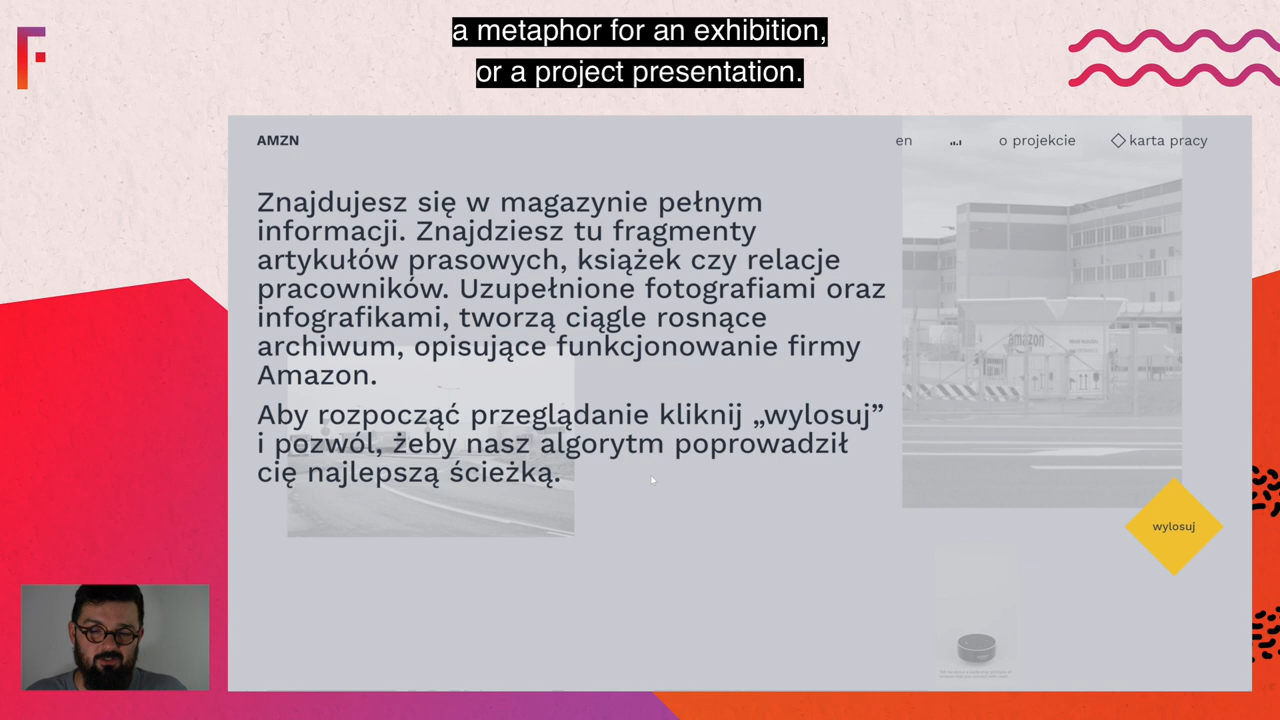 a metaphor for an exhibition,
or a project presentation.
AMZN
en
o projekcie
karta pracy
Znajdujesz się w magazynie pełnym
informacji. Znajdziesz tu fragmenty
artykułów prasowych, książek czy relacje
pracowników. Uzupełnione fotografiami oraz
infografikami, tworzą ciągle rosnące
archiwum, opisujące funkcjonowanie firmy
Amazon.
amazon
Aby rozpocząć przeglądanie kliknij „wylosuj”
i pozwól, żeby nasz algorytm poprowadził
cię najlepszą ścieżką.
wylosuj